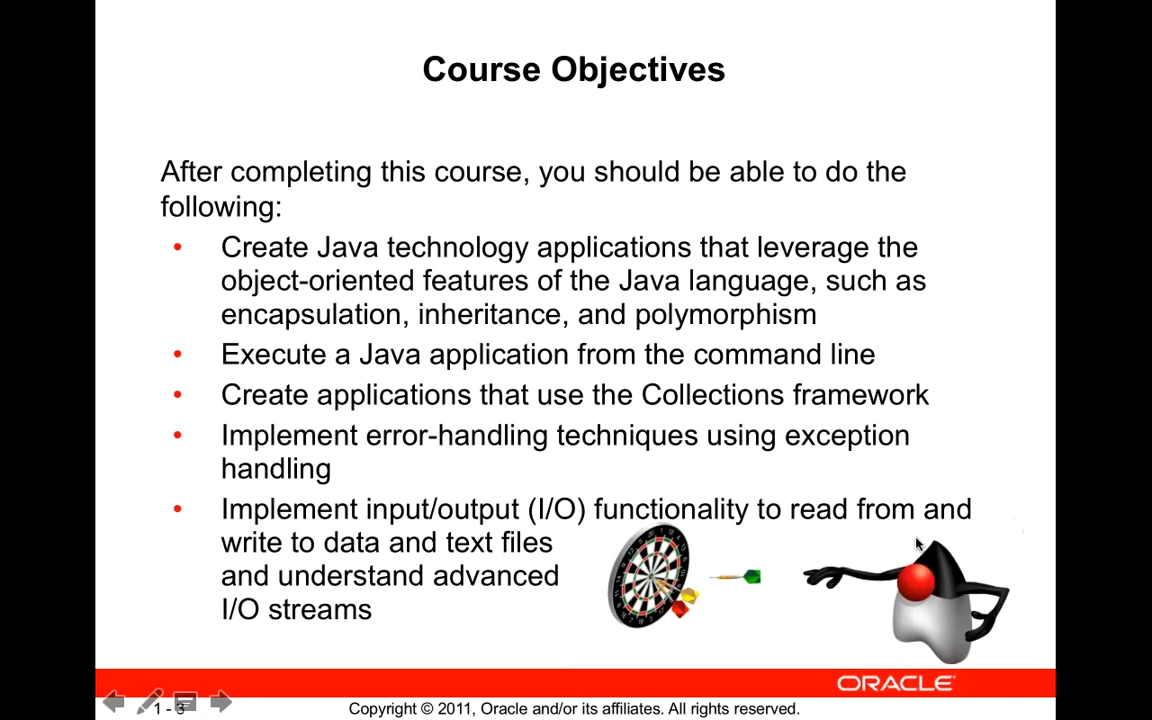 Course Objectives
After completing this course, you should be able to do the
following:
• Create Java technology applications that leverage the
object-oriented features of the Java language, such as
encapsulation, inheritance, and polymorphism
• Execute a Java application from the command line
• Create applications that use the Collections framework
• Implement error-handling techniques using exception
handling
• Implement input/output (I/O) functionality to read from and
write to data and text files
and understand advanced
I/O streams
ORACLE
1 - 3
Copyright © 2011, Oracle and/or its affiliates. All rights reserved.